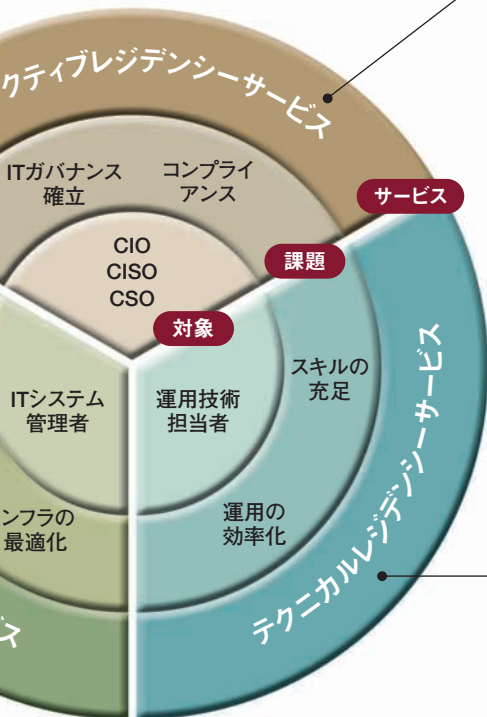 クティブレジデンシーサービス
ITガバナンス
確立
コンプライ
アンス
サービス
CIO
CISO
CSO
課題
対象
ITシステム
管理者
運用技術
担当者
スキルの
充足
ンフラの
最適化
運用の
効率化
テクニカルレジデンシーサービス
ス